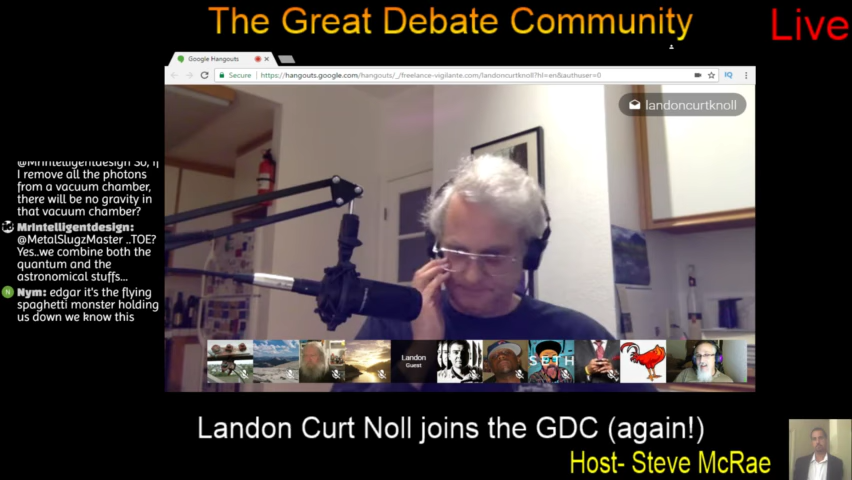 The Great Debate Community
Live
Google Hangouts
Secure
https://hangouts.google.com/hangouts/_/freelance-vigilante.com/landoncurtknoll?hl=en&authuser=0
IQ
landoncurtknoll
@MrIntelligentdesign So, if
I remove all the photons
from a vacuum chamber,
there will be no gravity in
that vacuum chamber?
MrIntelligentdesign:
@MetalSlugzMaster ..TOE?
Yes..we combine both the
quantum and the
astronomical stuffs...
N
Nym: edgar it's the flying
spaghetti monster holding
us down we know this
Landon
Guest
SETH
Landon Curt Noll joins the GDC (again!)
Host- Steve McRae